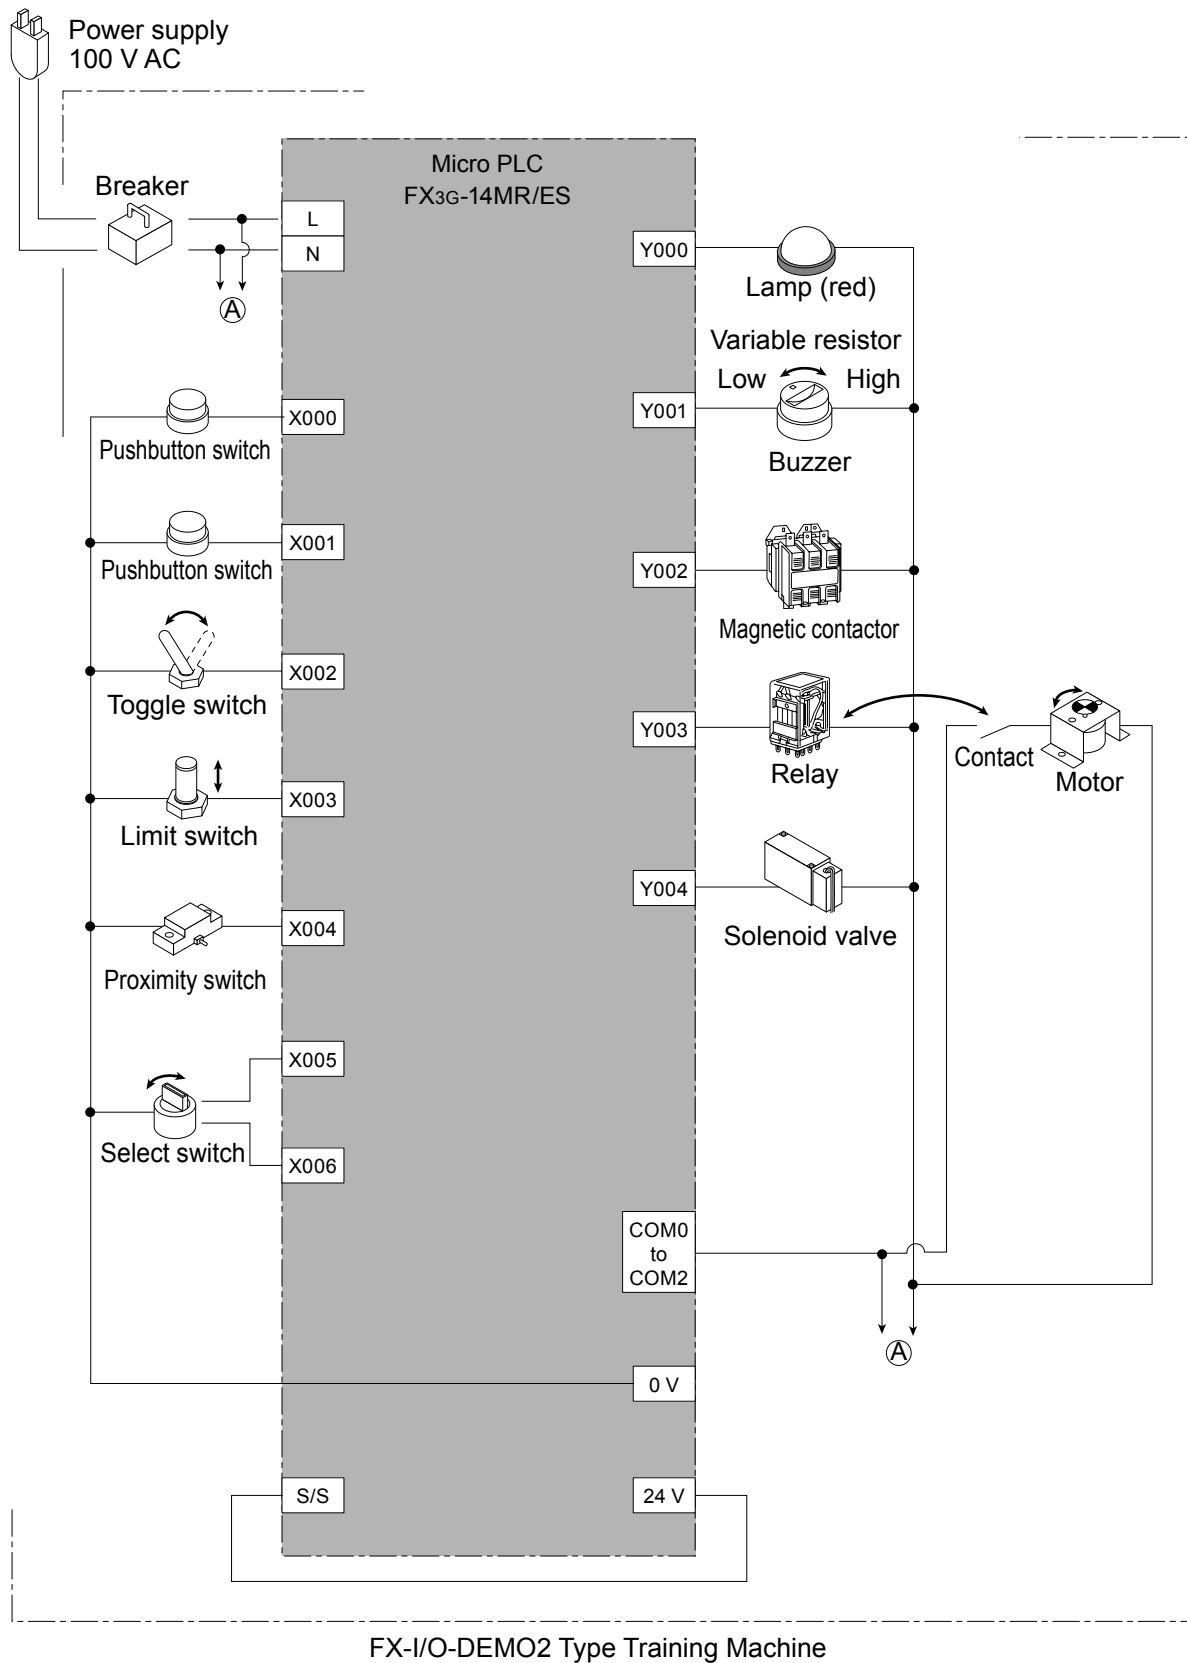 Power supply
100 V AC
Micro PLC
FX3G-14MR/ES
Breaker
L
N
Ⓐ
Y000
Lamp (red)
Variable resistor
Low High
X000
Pushbutton switch
Y001
Buzzer
X001
Pushbutton switch
Y002
Magnetic contactor
X002
Toggle switch
Y003
Relay
Contact
Motor
X003
Limit switch
Y004
Solenoid valve
X004
Proximity switch
X005
Select switch
X006
COM0
to
COM2
Ⓐ
0 V
S/S
24 V
FX-I/O-DEMO2 Type Training Machine